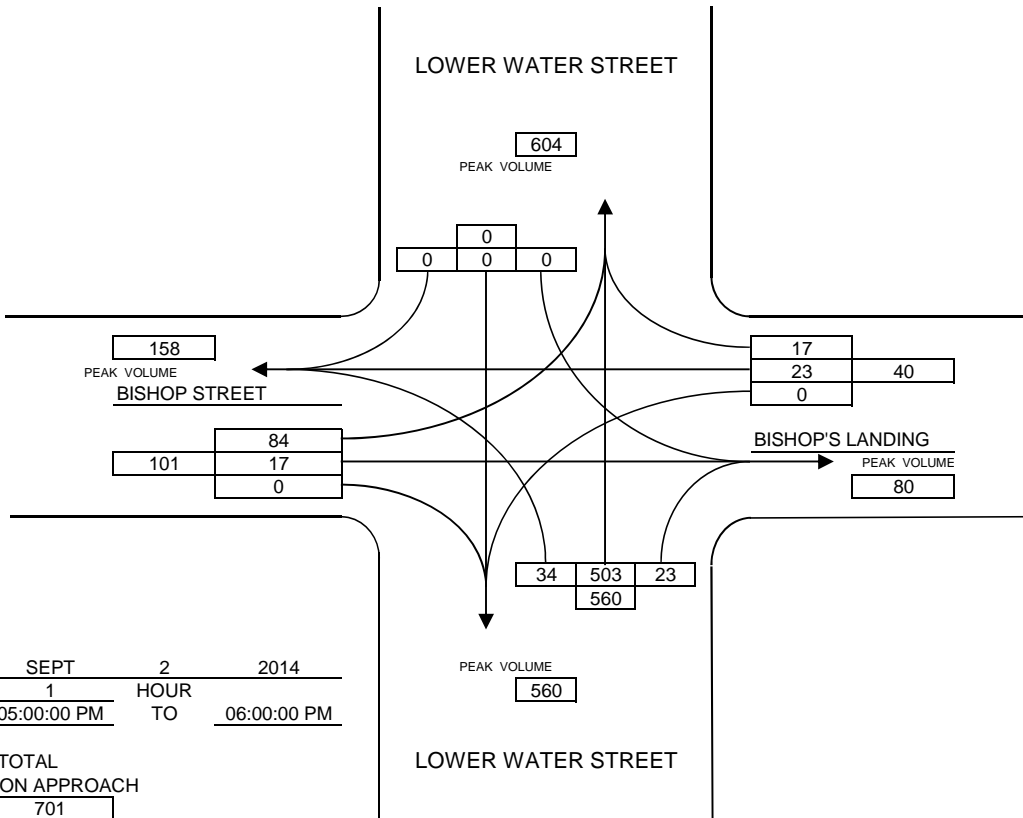 LOWER WATER STREET
604
PEAK VOLUME
0
0 0 0
158
PEAK VOLUME
BISHOP STREET
17
23 40
0
84
101 17
0
BISHOP'S LANDING
PEAK VOLUME
80
34 503 23
560
PEAK VOLUME
560
SEPT 2 2014
1 HOUR
05:00:00 PM TO 06:00:00 PM
TOTAL
ON APPROACH
701
LOWER WATER STREET